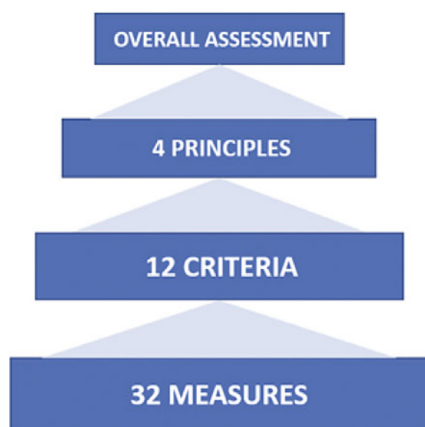 OVERALL ASSESSMENT
4 PRINCIPLES
12 CRITERIA
32 MEASURES